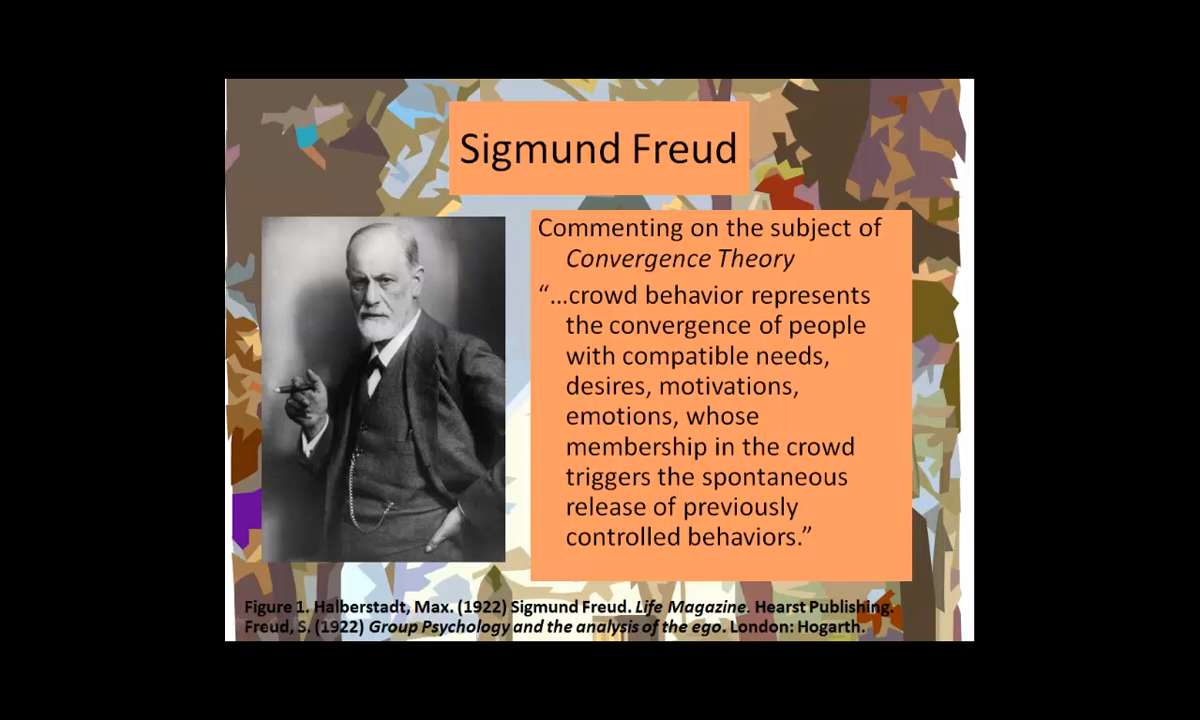 Sigmund Freud
Commenting on the subject of
Convergence Theory
“…crowd behavior represents
the convergence of people
with compatible needs,
desires, motivations,
emotions, whose
membership in the crowd
triggers the spontaneous
release of previously
controlled behaviors.”
Figure 1. Halberstadt, Max. (1922) Sigmund Freud. Life Magazine. Hearst Publishing.
Freud, S. (1922) Group Psychology and the analysis of the ego. London: Hogarth.